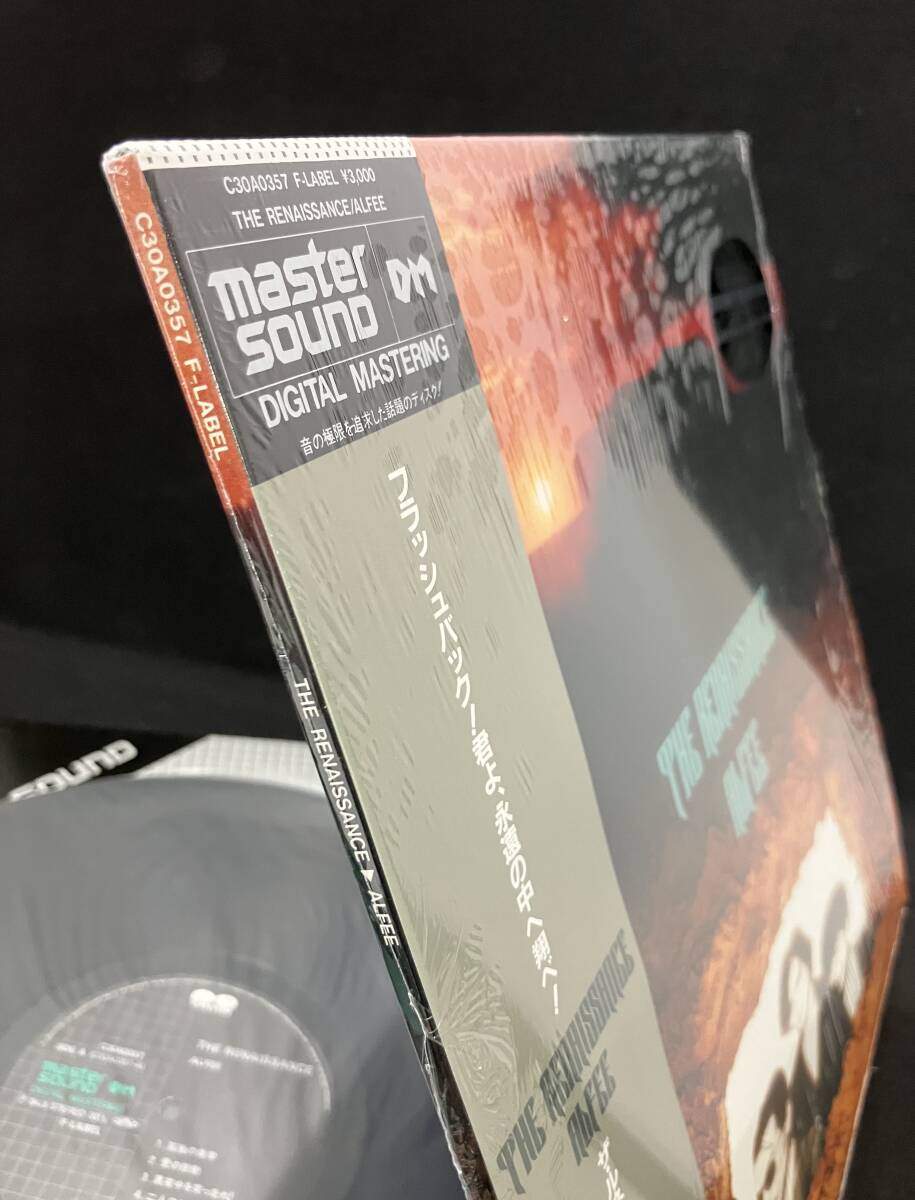 C30A0357 F-LABEL ¥3,000
THE RENAISSANCE/ALFEE
master
sound
DM
DIGITAL MASTERING
音の極限を追求した話題のディスク!
C30A0357 F-LABEL
THE RENAISSANCE ▶ ALFEE
フラッシュバック!君よ、永遠の中へ翔べ!
THE RENAISSANCE
ALFEE
THE RENAISSANCE
ALFEE
SOUND
THE RENAISSANCE
ALFEE
master
sound DM
DIGITAL MASTERING
F-LABEL